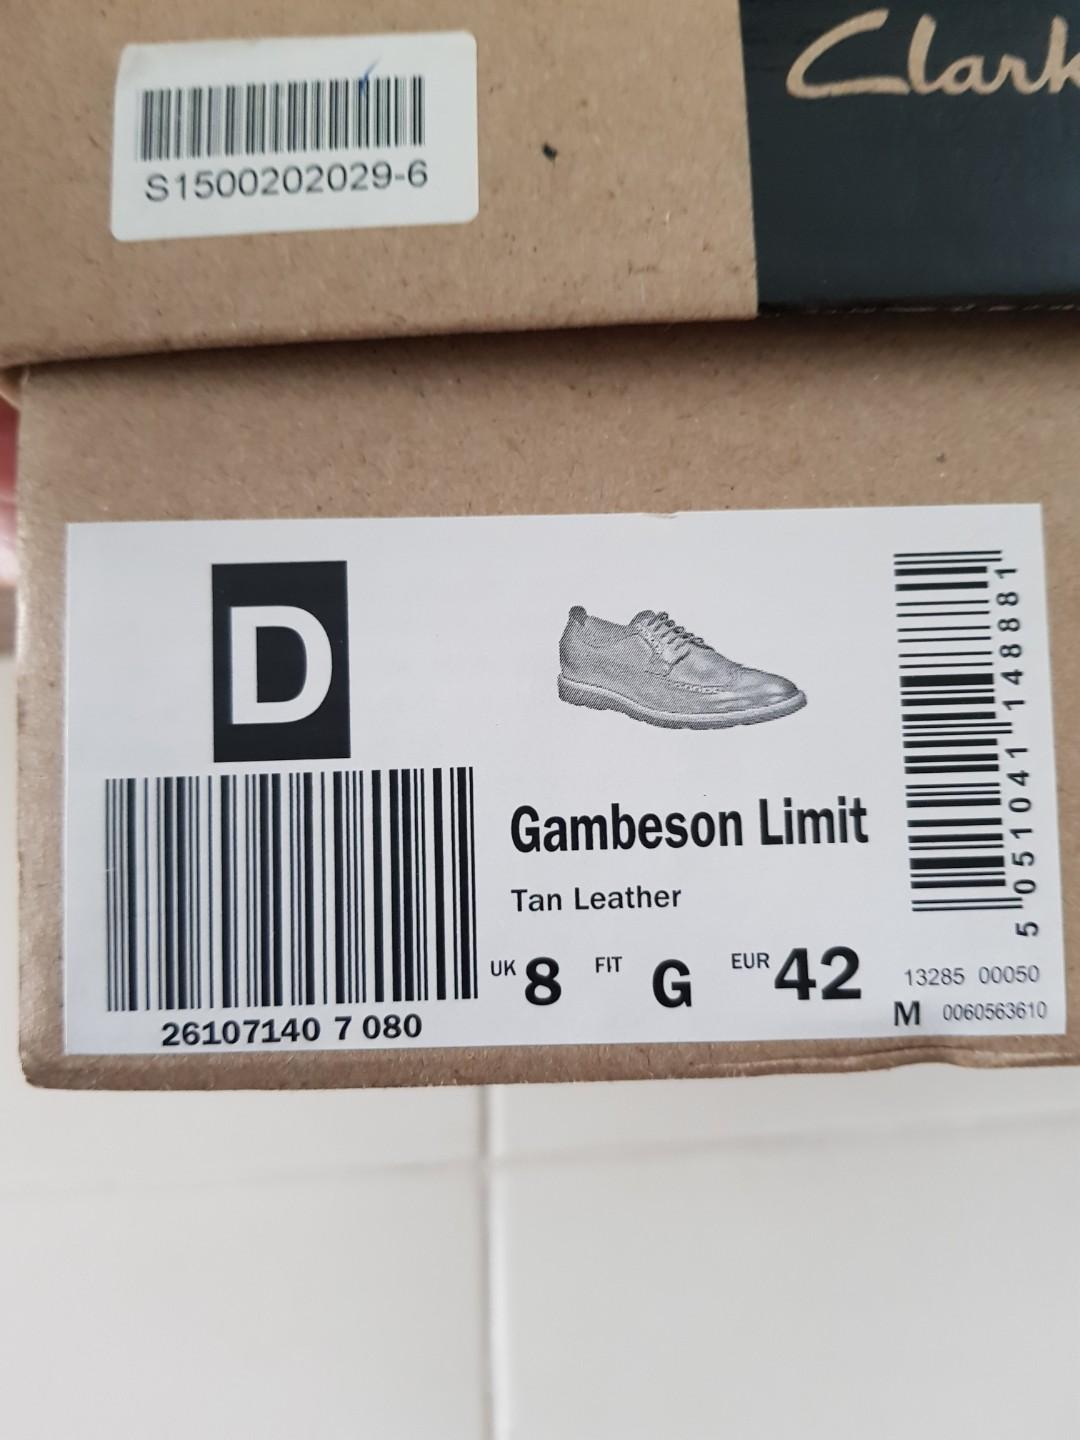 Clark
S1500202029-6
D
Gambeson Limit
Tan Leather
UK 8 FIT G EUR 42
26107140 7 080
5 051041 148881
13285 00050
M 0060563610